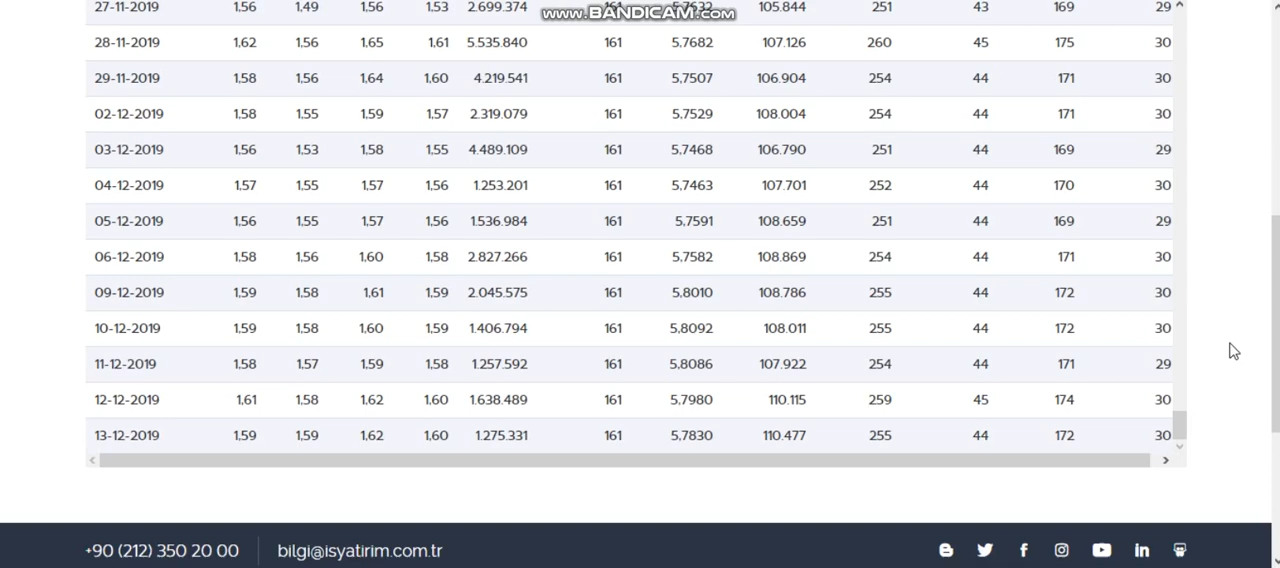 www.BANDICAM.com
27-11-2019 1,56 1,49 1,56 1,53 2.699.374 161 5,7632 105.844 251 43 169 29
28-11-2019 1,62 1,56 1,65 1,61 5.535.840 161 5,7682 107.126 260 45 175 30
29-11-2019 1,58 1,56 1,64 1,60 4.219.541 161 5,7507 106.904 254 44 171 30
02-12-2019 1,58 1,55 1,59 1,57 2.319.079 161 5,7529 108.004 254 44 171 30
03-12-2019 1,56 1,53 1,58 1,55 4.489.109 161 5,7468 106.790 251 44 169 29
04-12-2019 1,57 1,55 1,57 1,56 1.253.201 161 5,7463 107.701 252 44 170 30
05-12-2019 1,56 1,55 1,57 1,56 1.536.984 161 5,7591 108.659 251 44 169 29
06-12-2019 1,58 1,56 1,60 1,58 2.827.266 161 5,7582 108.869 254 44 171 30
09-12-2019 1,59 1,58 1,61 1,59 2.045.575 161 5,8010 108.786 255 44 172 30
10-12-2019 1,59 1,58 1,60 1,59 1.406.794 161 5,8092 108.011 255 44 172 30
11-12-2019 1,58 1,57 1,59 1,58 1.257.592 161 5,8086 107.922 254 44 171 29
12-12-2019 1,61 1,58 1,62 1,60 1.638.489 161 5,7980 110.115 259 45 174 30
13-12-2019 1,59 1,59 1,62 1,60 1.275.331 161 5,7830 110.477 255 44 172 30
+90 (212) 350 20 00 bilgi@isyatirim.com.tr